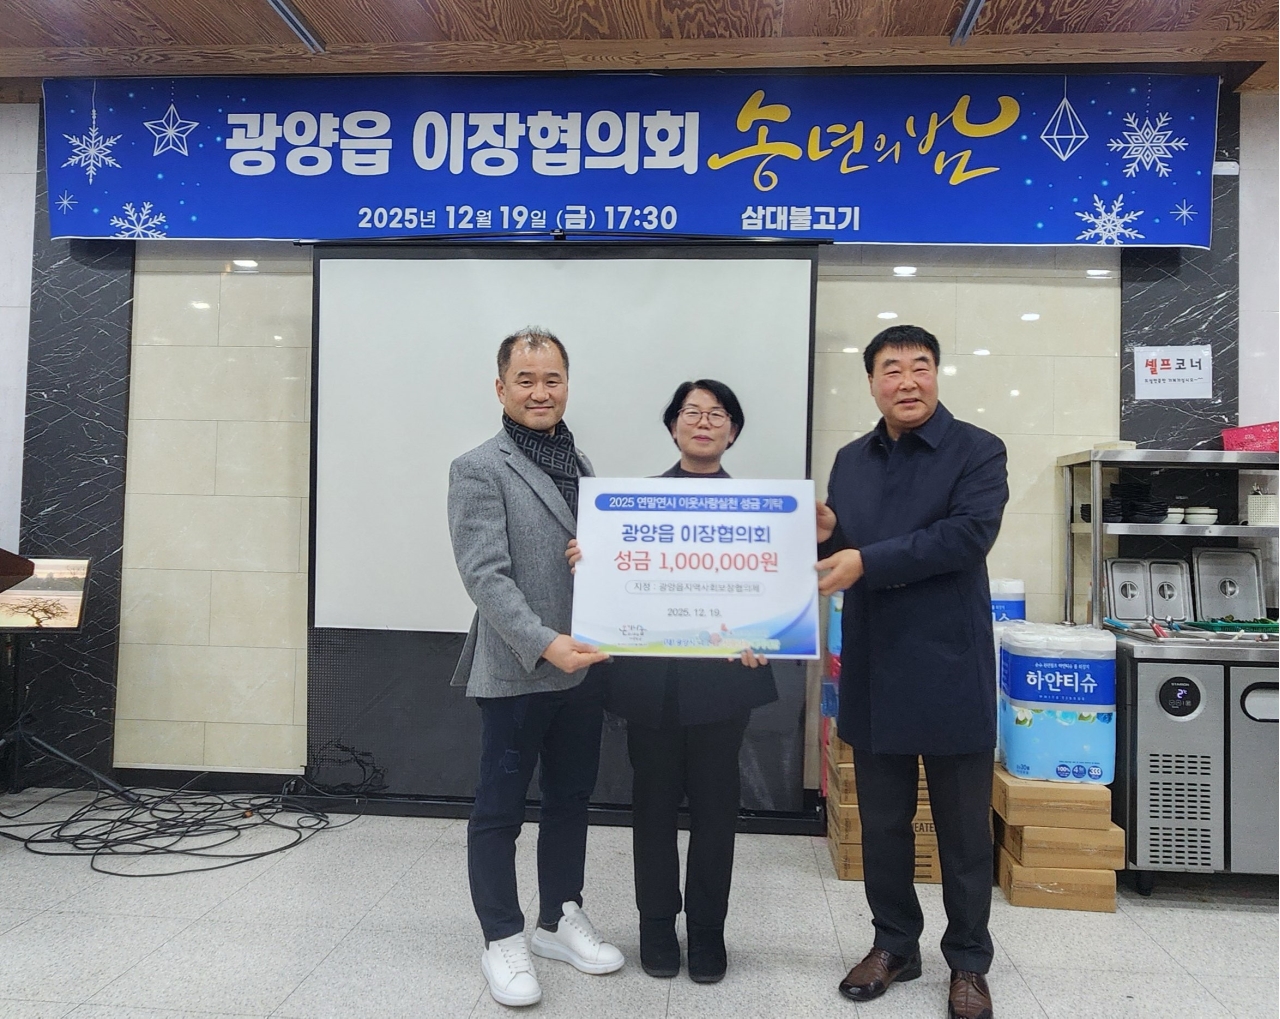 광양읍 이장협의회 송년의 밤
2025년 12월 19일 (금) 17:30 삼대불고기
셀프코너
2025 연말연시 이웃사랑실천 성금 기탁
광양읍 이장협의회
성금 1,000,000원
지정 : 광양읍지역사회보장협의체
2025. 12. 19.
하얀티슈
100%
333
2℃